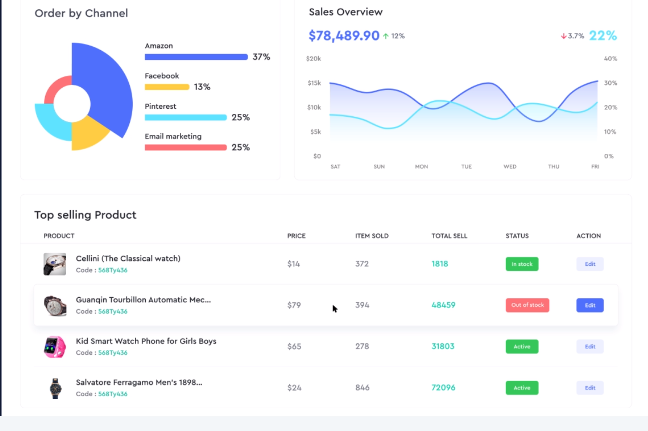 Order by Channel
Amazon
37%
Facebook
13%
Pinterest
25%
Email marketing
25%
Sales Overview
$78,489.90 ↑ 12%
↓3.7% 22%
$20k 40%
$15k 30%
$10k 20%
$5k 10%
$0 0%
SAT SUN MON TUE WED THU FRI
Top selling Product
PRODUCT PRICE ITEM SOLD TOTAL SELL STATUS ACTION
Cellini (The Classical watch)
Code : 568Ty436
$14 372 1818 In stock Edit
Guanqin Tourbillon Automatic Mec...
Code : 568Ty436
$79 394 48459 Out of stock Edit
Kid Smart Watch Phone for Girls Boys
Code : 568Ty436
$65 278 31803 Active Edit
Salvatore Ferragamo Men's 1898...
Code : 568Ty436
$24 846 72096 Active Edit